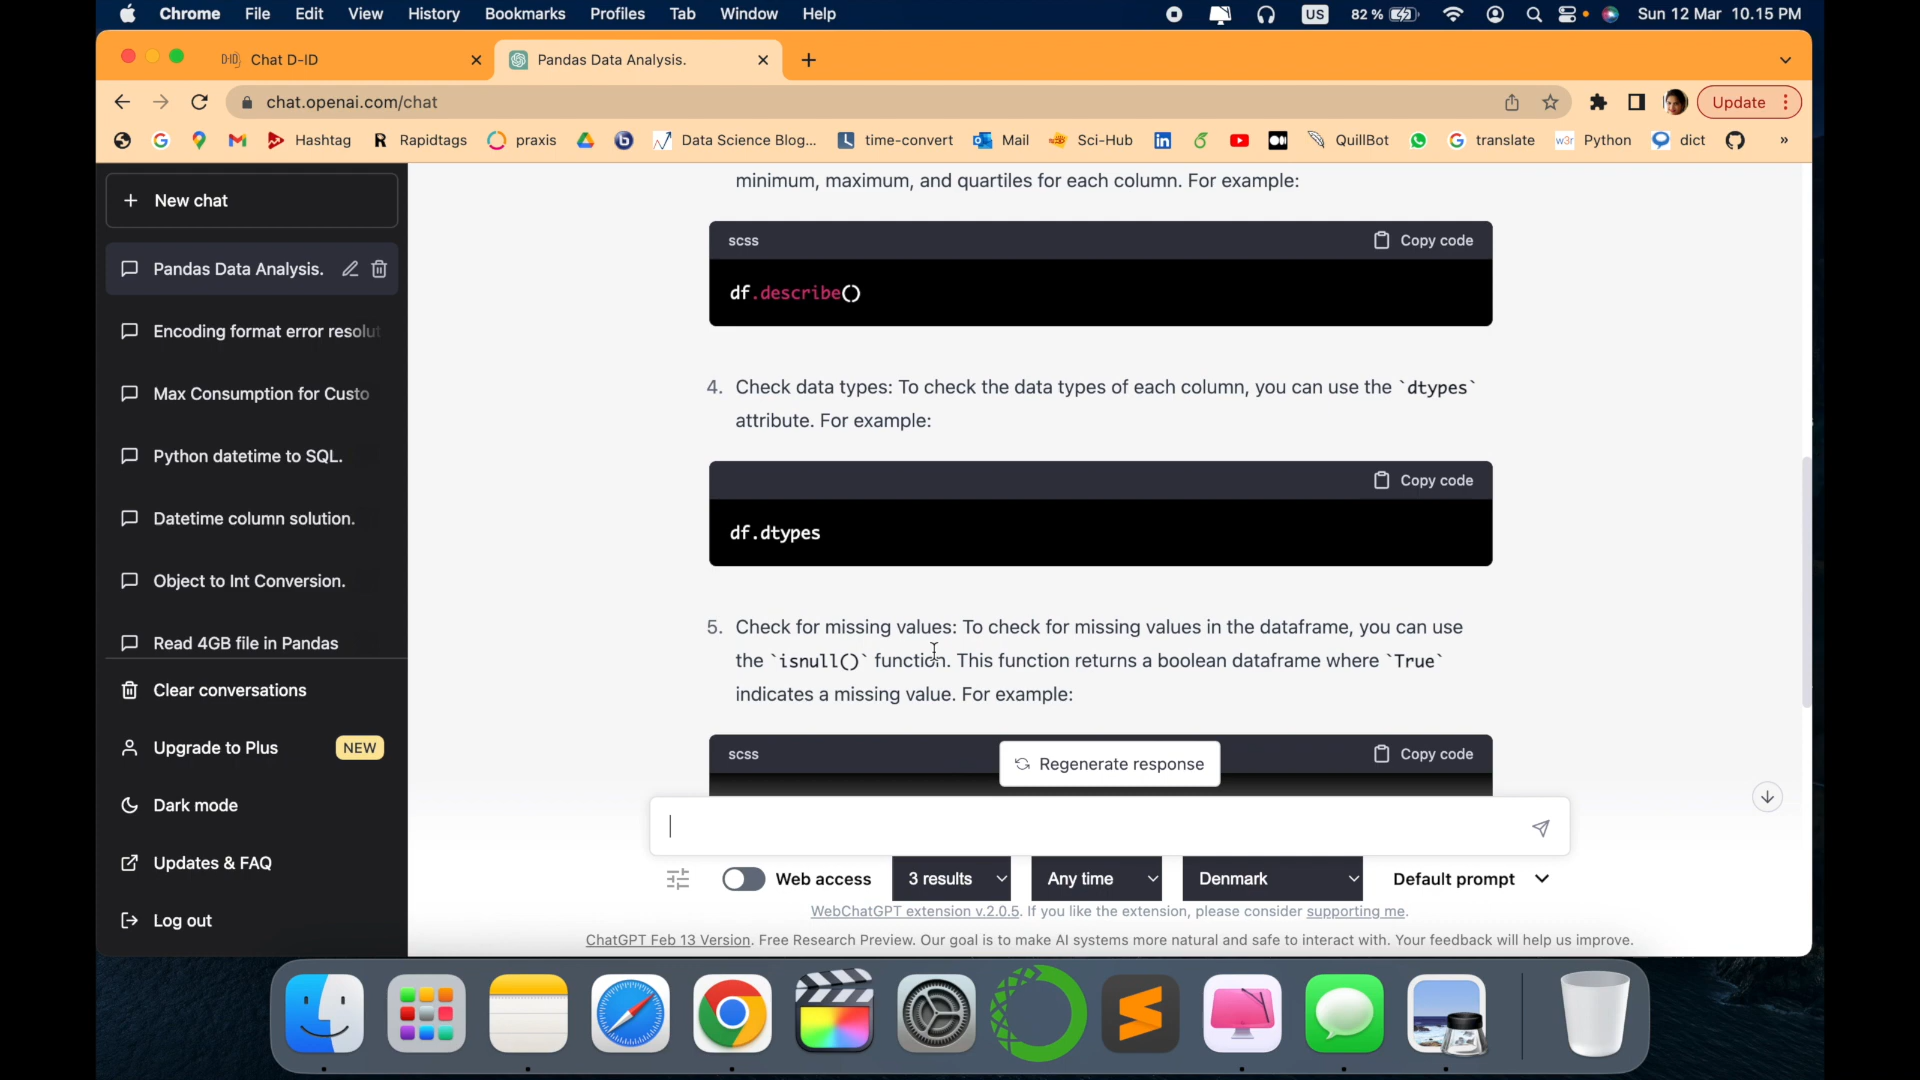 Chrome File Edit View History Bookmarks Profiles Tab Window Help US 82 % Sun 12 Mar 10.15 PM
D-ID Chat D-ID Pandas Data Analysis.
chat.openai.com/chat Update
Hashtag R Rapidtags praxis Data Science Blog... time-convert Mail Sci-Hub QuillBot translate w3r Python dict »
New chat
Pandas Data Analysis.
Encoding format error resolut
Max Consumption for Custo
Python datetime to SQL.
Datetime column solution.
Object to Int Conversion.
Read 4GB file in Pandas
Clear conversations
Upgrade to Plus NEW
Dark mode
Updates & FAQ
Log out
minimum, maximum, and quartiles for each column. For example:
scss Copy code
df.describe()
4. Check data types: To check the data types of each column, you can use the `dtypes`
attribute. For example:
Copy code
df.dtypes
5. Check for missing values: To check for missing values in the dataframe, you can use
the `isnull()` function. This function returns a boolean dataframe where `True`
indicates a missing value. For example:
scss Copy code
Regenerate response
Web access 3 results Any time Denmark Default prompt
WebChatGPT extension v.2.0.5. If you like the extension, please consider supporting me.
ChatGPT Feb 13 Version. Free Research Preview. Our goal is to make AI systems more natural and safe to interact with. Your feedback will help us improve.